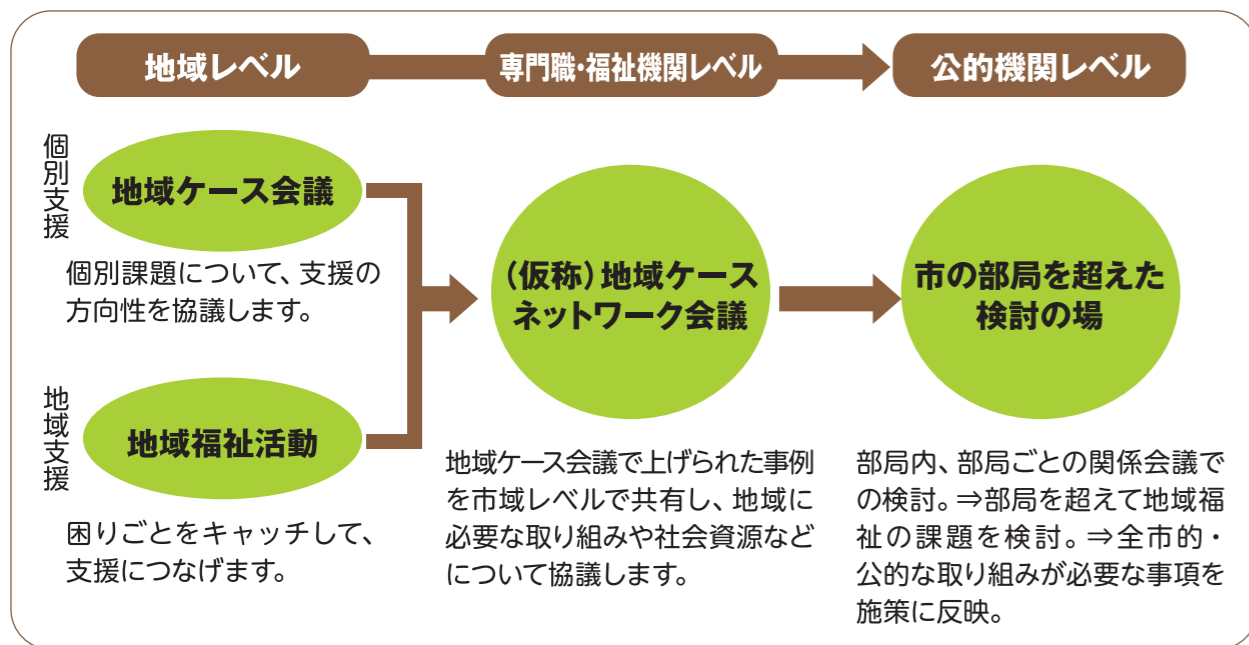 地域レベル
専門職・福祉機関レベル
公的機関レベル
個別支援
地域ケース会議
個別課題について、支援の
方向性を協議します。
地域支援
地域福祉活動
困りごとをキャッチして、
支援につなげます。
（仮称）地域ケース
ネットワーク会議
地域ケース会議で上げられた事例
を市域レベルで共有し、地域に
必要な取り組みや社会資源など
について協議します。
市の部局を超えた
検討の場
部局内、部局ごとの関係会議で
の検討。⇒部局を超えて地域福
祉の課題を検討。⇒全市的・
公的な取り組みが必要な事項を
施策に反映。